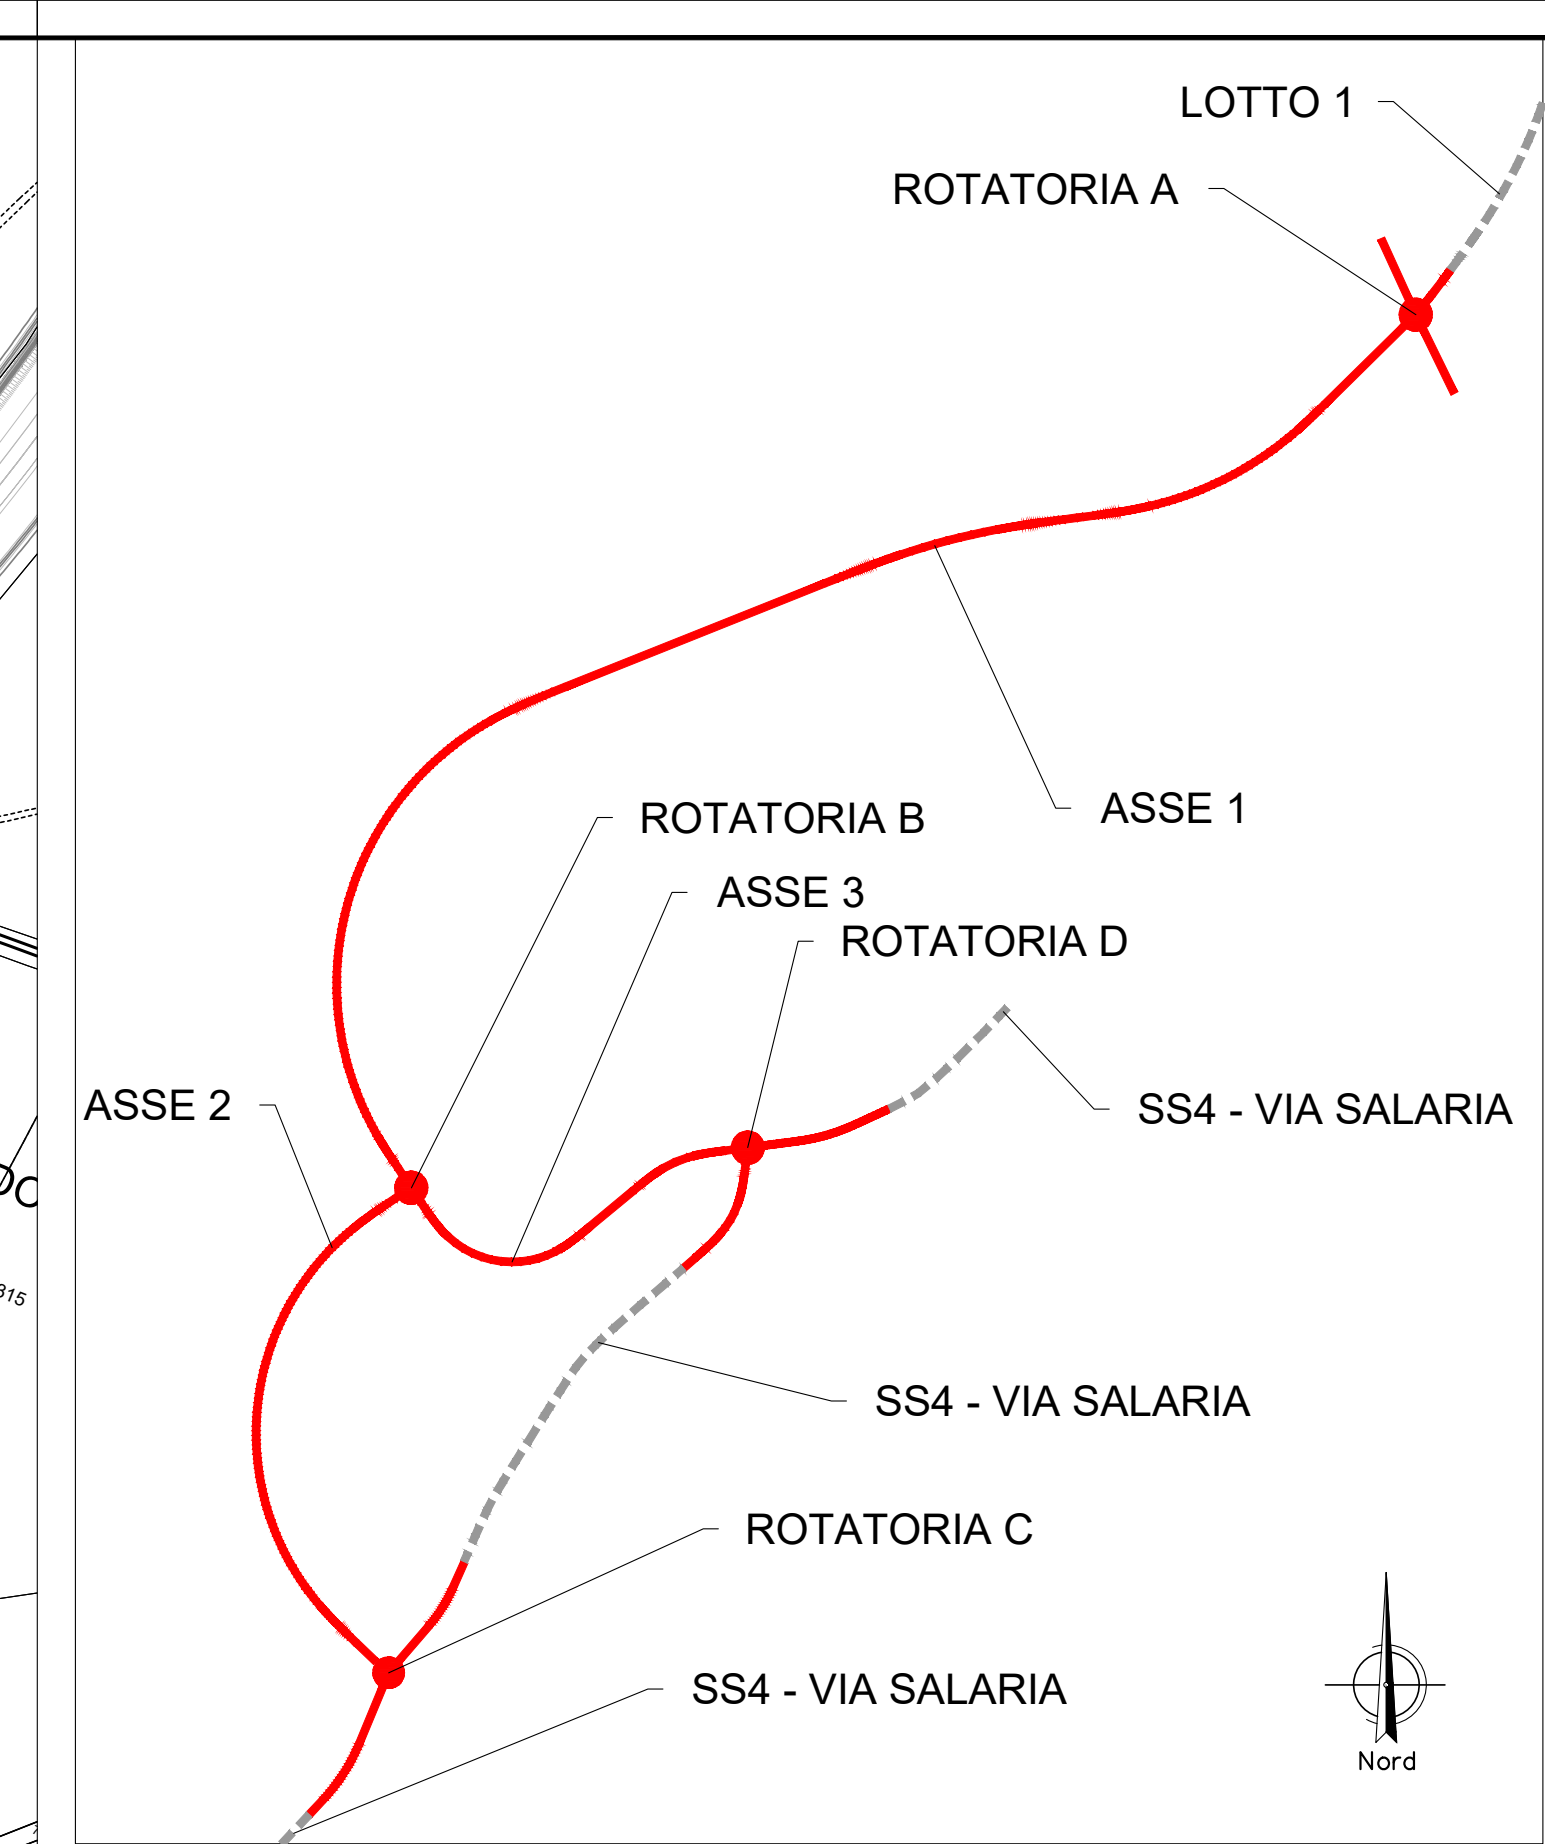 LOTTO 1
ROTATORIA A
ASSE 1
ROTATORIA B
ASSE 3
ROTATORIA D
ASSE 2
SS4 - VIA SALARIA
815
SS4 - VIA SALARIA
ROTATORIA C
SS4 - VIA SALARIA
Nord